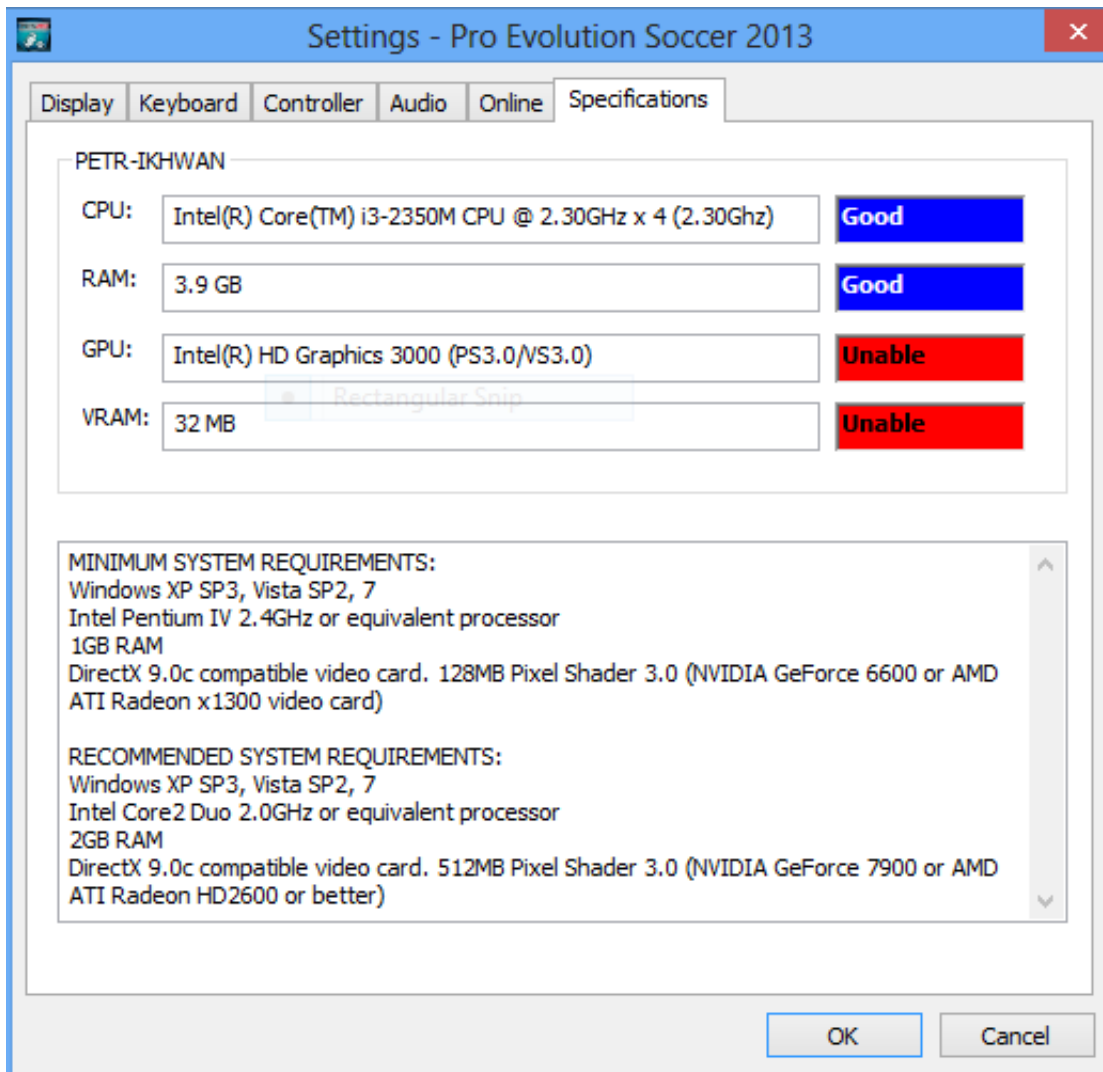 Settings - Pro Evolution Soccer 2013
Display Keyboard Controller Audio Online Specifications
PETR-IKHWAN
CPU: Intel(R) Core(TM) i3-2350M CPU @ 2.30GHz x 4 (2.30Ghz) Good
RAM: 3.9 GB Good
GPU: Intel(R) HD Graphics 3000 (PS3.0/VS3.0) Unable
Rectangular Snip
VRAM: 32 MB Unable
MINIMUM SYSTEM REQUIREMENTS:
Windows XP SP3, Vista SP2, 7
Intel Pentium IV 2.4GHz or equivalent processor
1GB RAM
DirectX 9.0c compatible video card. 128MB Pixel Shader 3.0 (NVIDIA GeForce 6600 or AMD
ATI Radeon x1300 video card)
RECOMMENDED SYSTEM REQUIREMENTS:
Windows XP SP3, Vista SP2, 7
Intel Core2 Duo 2.0GHz or equivalent processor
2GB RAM
DirectX 9.0c compatible video card. 512MB Pixel Shader 3.0 (NVIDIA GeForce 7900 or AMD
ATI Radeon HD2600 or better)
OK Cancel